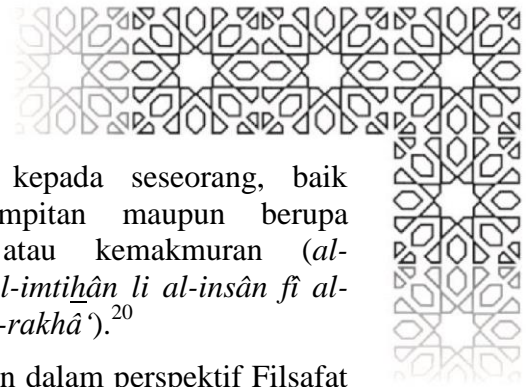 kepada seseorang, baik
mpitan maupun berupa
atau kemakmuran (al-
l-imtihân li al-insân fî al-
-rakhâ‘).20
n dalam perspektif Filsafat